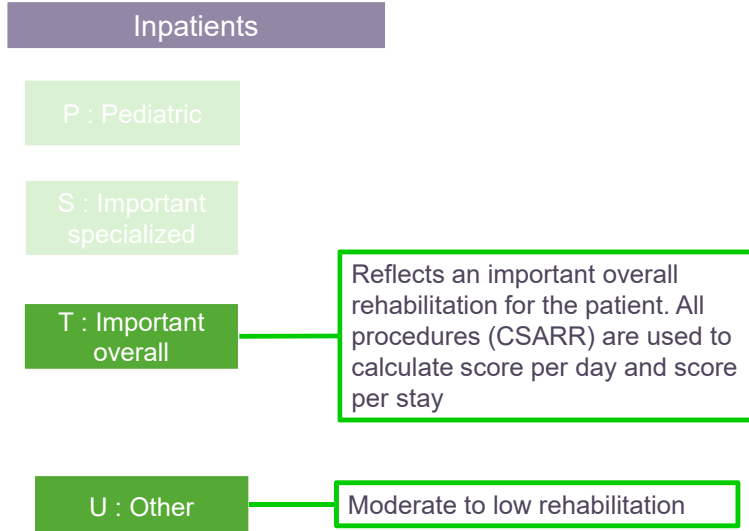 Inpatients
P : Pediatric
S : Important
specialized
T : Important
overall
Reflects an important overall
rehabilitation for the patient. All
procedures (CSARR) are used to
calculate score per day and score
per stay
U : Other
Moderate to low rehabilitation